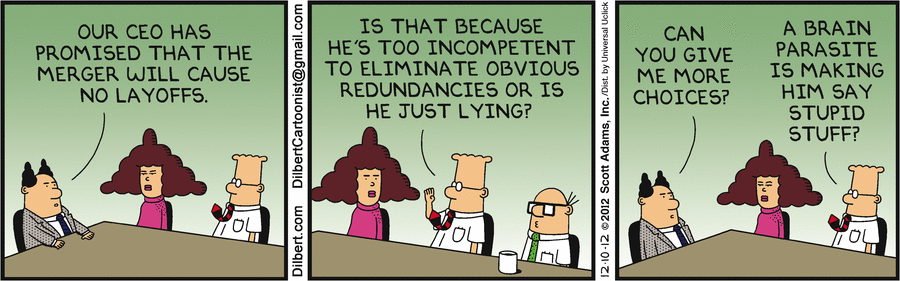 OUR CEO HAS
PROMISED THAT THE
MERGER WILL CAUSE
NO LAYOFFS.
Dilbert.com DilbertCartoonist@gmail.com
IS THAT BECAUSE
HE'S TOO INCOMPETENT
TO ELIMINATE OBVIOUS
REDUNDANCIES OR IS
HE JUST LYING?
12-10-12 © 2012 Scott Adams, Inc. /Dist. by Universal Uclick
CAN
YOU GIVE
ME MORE
CHOICES?
A BRAIN
PARASITE
IS MAKING
HIM SAY
STUPID
STUFF?